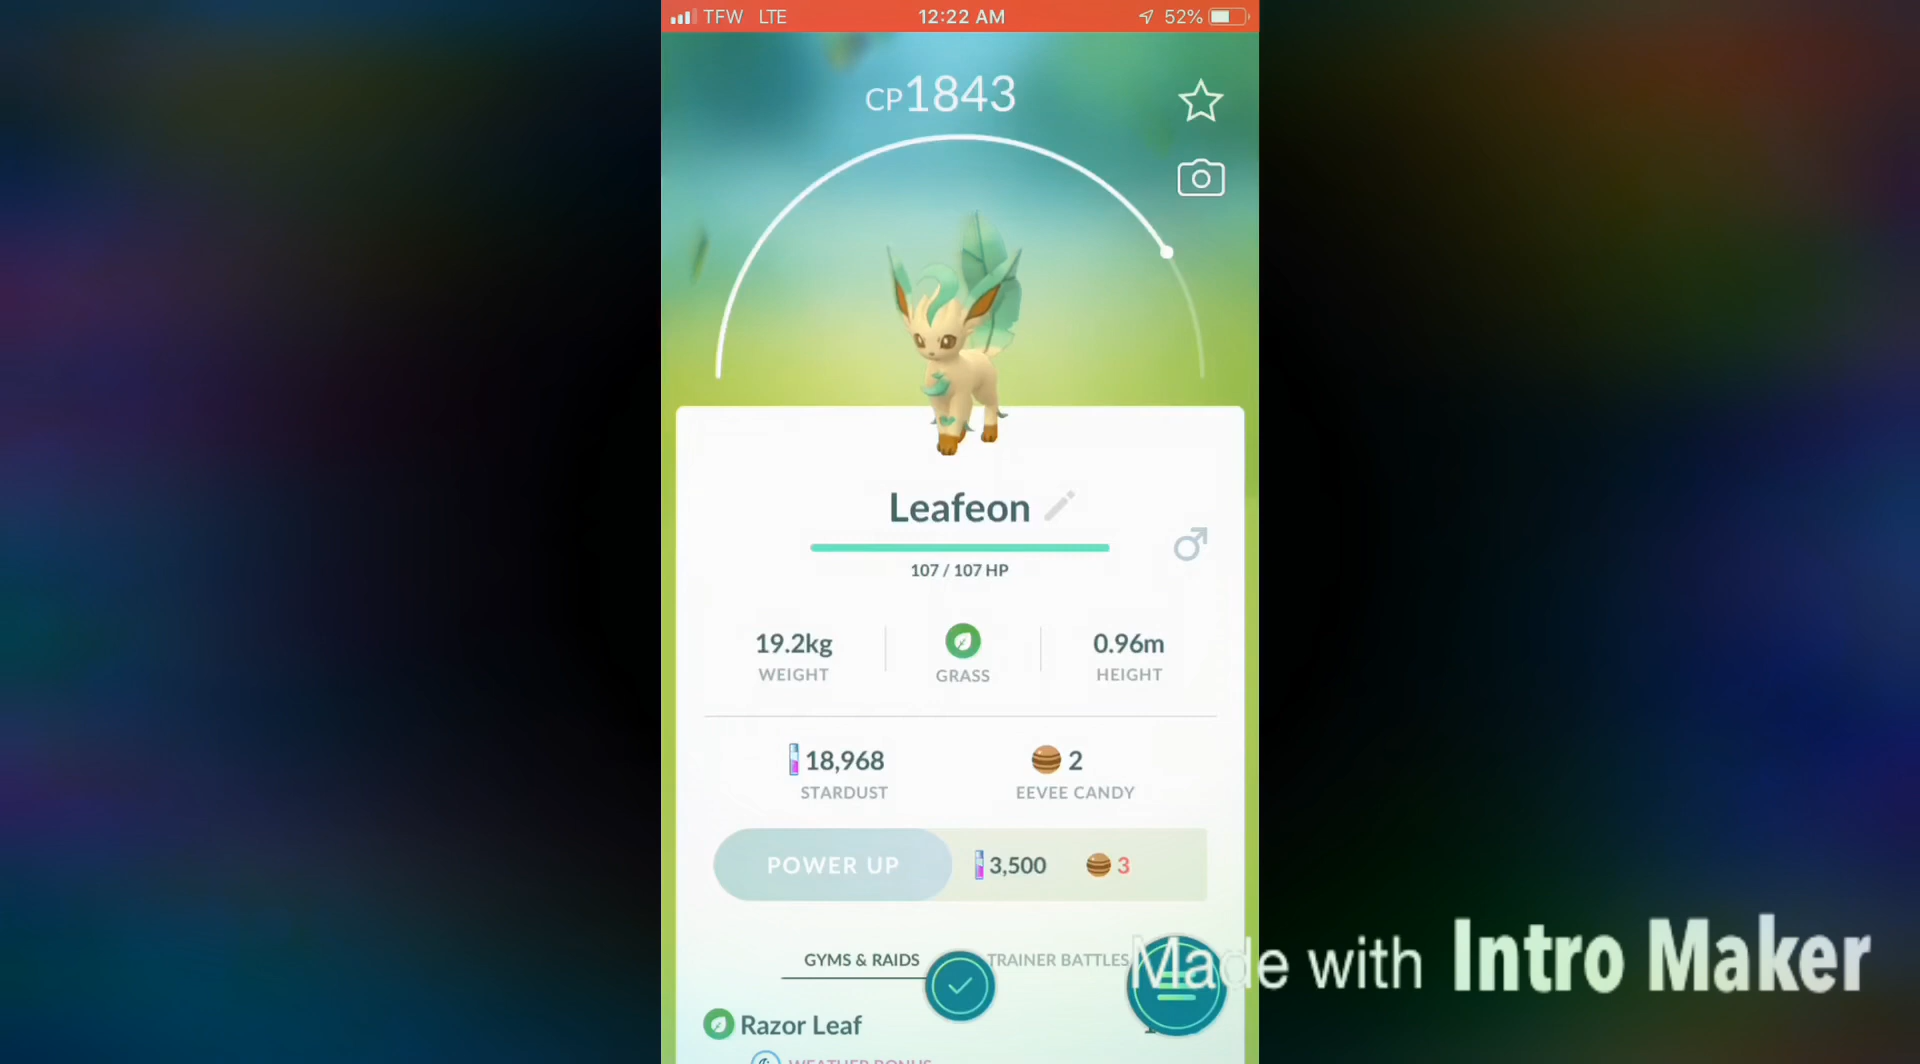 TFW LTE 12:22 AM 52%
CP1843
Leafeon
107 / 107 HP
19.2kg
WEIGHT
GRASS
0.96m
HEIGHT
18,968
STARDUST
2
EEVEE CANDY
POWER UP 3,500 3
GYMS & RAIDS TRAINER BATTLES
Made with Intro Maker
Razor Leaf
WEATHER BONUS